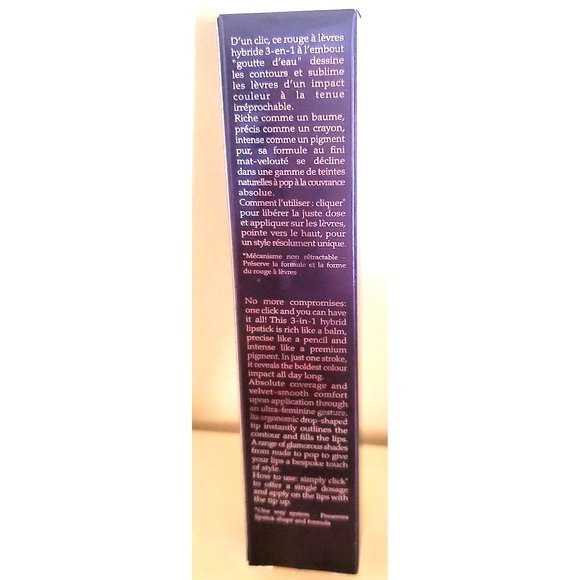 D'un clic, ce rouge à lèvres
hybride 3-en-1 à l'embout
"goutte d'eau" dessine
les contours et sublime
les lèvres d'un impact
couleur à la tenue
irréprochable.
Riche comme un baume,
précis comme un crayon,
intense comme un pigment
pur, sa formule au fini
mat-velouté se décline
dans une gamme de teintes
naturelles à pop à la couvrance
absolue.
Comment l'utiliser : cliquer*
pour libérer la juste dose
et appliquer sur les lèvres,
pointe vers le haut, pour
un style résolument unique.
*Mécanisme non rétractable -
Préserve la formule et la forme
du rouge à lèvres
No more compromises:
one click and you can have
it all! This 3-in-1 hybrid
lipstick is rich like a balm,
precise like a pencil and
intense like a premium
pigment. In just one stroke,
it reveals the boldest colour
impact all day long.
Absolute coverage and
velvet-smooth comfort
upon application through
an ultra-feminine gesture.
Its ergonomic drop-shaped
tip instantly outlines the
contour and fills the lips.
A range of glamorous shades
from nude to pop to give
your lips a bespoke touch
of style.
How to use: simply click*
to offer a single dosage
and apply on the lips with
the tip up.
*One way system - Preserves
lipstick shape and formula